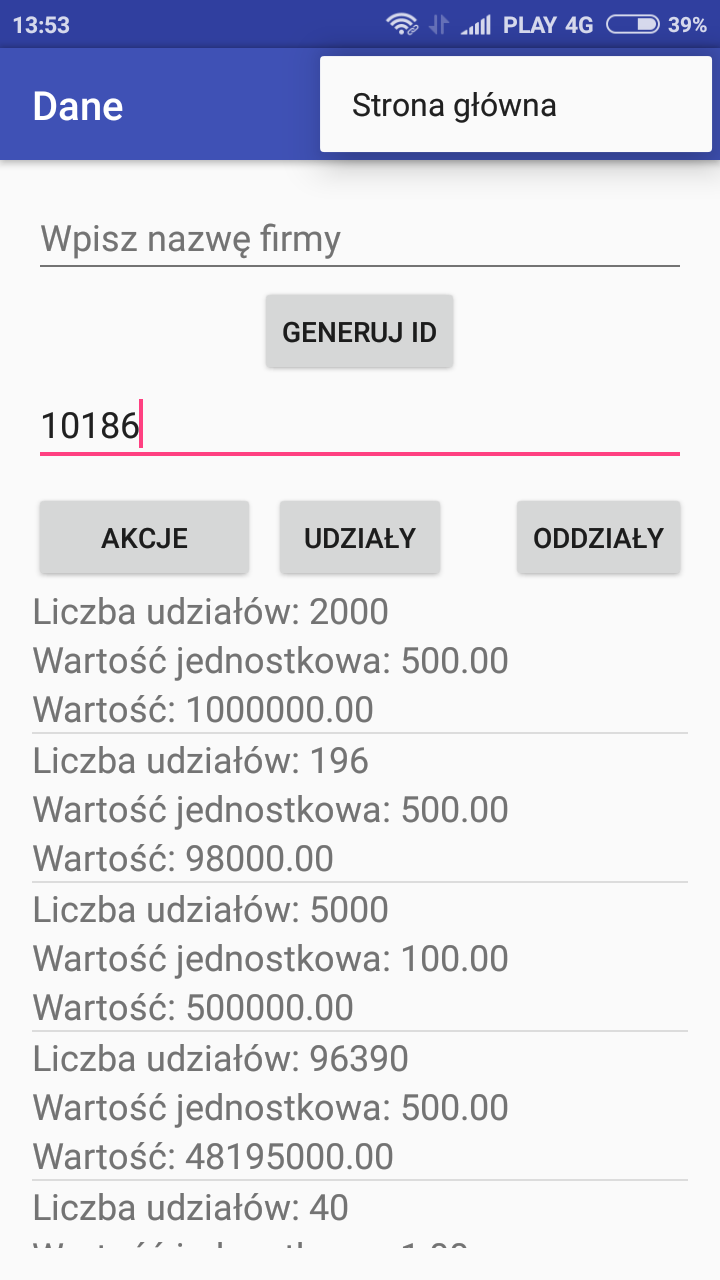 13:53 PLAY 4G 39%
Dane
Strona główna
Wpisz nazwę firmy
GENERUJ ID
10186
AKCJE UDZIAŁY ODDZIAŁY
Liczba udziałów: 2000
Wartość jednostkowa: 500.00
Wartość: 1000000.00
Liczba udziałów: 196
Wartość jednostkowa: 500.00
Wartość: 98000.00
Liczba udziałów: 5000
Wartość jednostkowa: 100.00
Wartość: 500000.00
Liczba udziałów: 96390
Wartość jednostkowa: 500.00
Wartość: 48195000.00
Liczba udziałów: 40